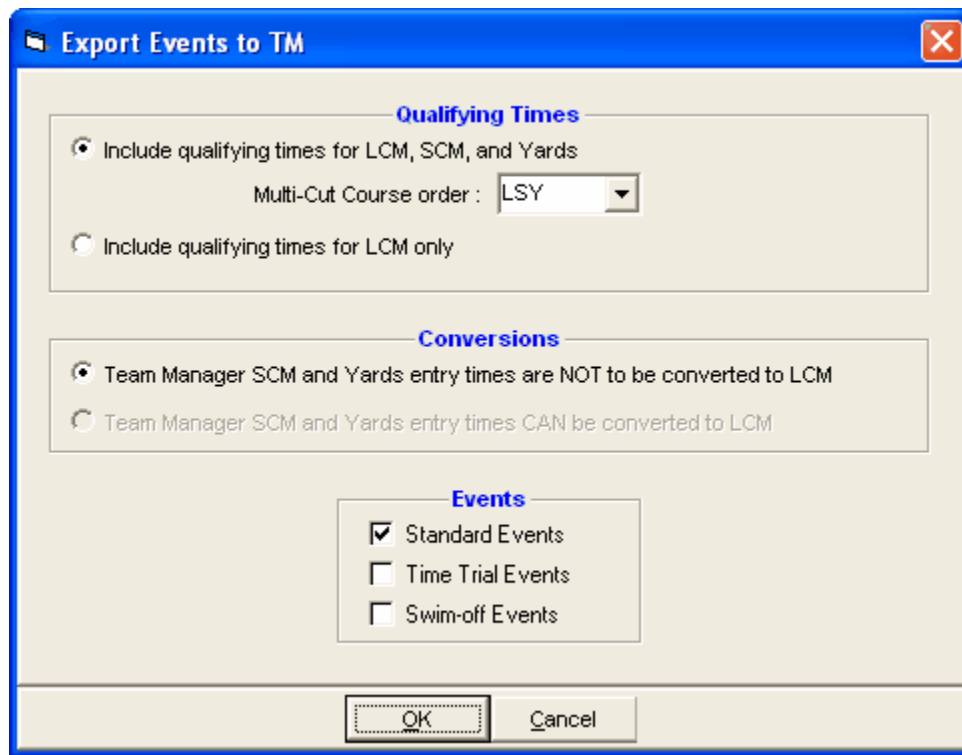 Export Events to TM
Qualifying Times
Include qualifying times for LCM, SCM, and Yards
Multi-Cut Course order : LSY
Include qualifying times for LCM only
Conversions
Team Manager SCM and Yards entry times are NOT to be converted to LCM
Team Manager SCM and Yards entry times CAN be converted to LCM
Events
Standard Events
Time Trial Events
Swim-off Events
OK Cancel